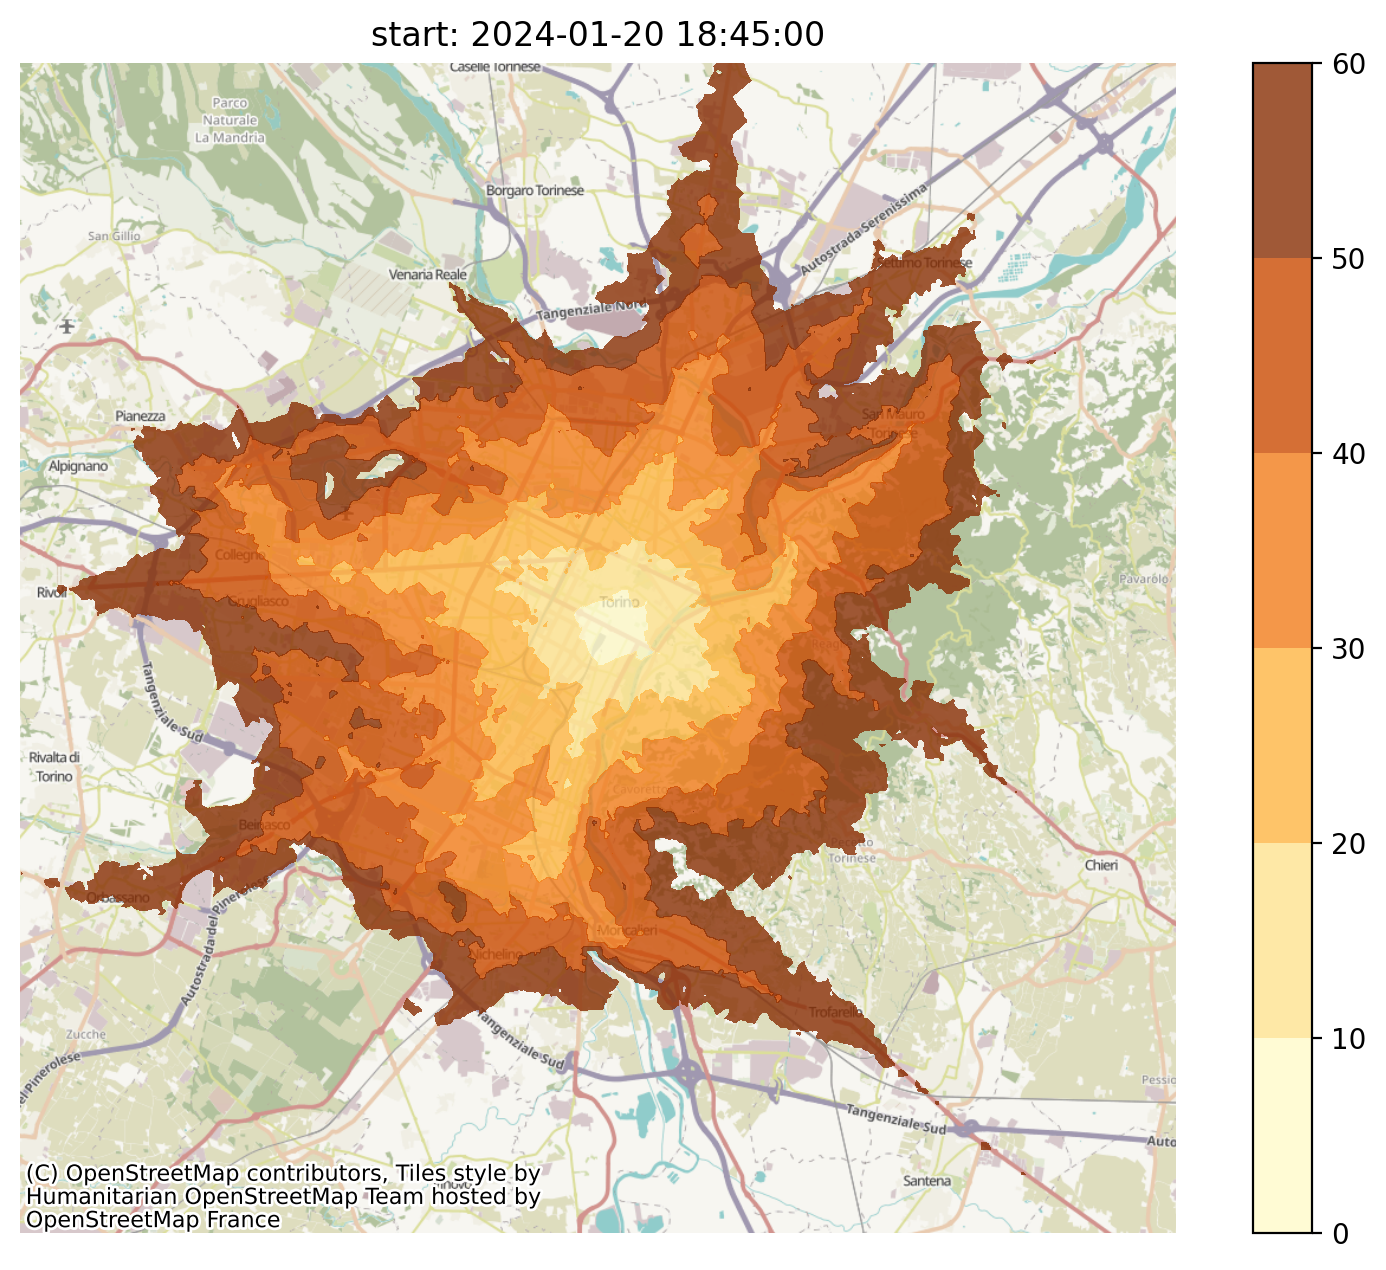 start: 2024-01-20 18:45:00
60
50
40
30
20
10
0
Caselle Torinese
Parco
Naturale
La Mandria
Borgaro Torinese
San Gillio
Autostrada Serenissima
Venaria Reale
Settimo Torinese
Tangenziale Nord
Pianezza
San Mauro
Torinese
Alpignano
Collegno
Pavarolo
Rivoli
Grugliasco
Torino
Tangenziale Sud
Rivalta di
Torino
Cavoretto
Beinasco
Torinese
Chieri
Orbassano
Autostrada del Pinerolese
Moncalieri
Nichelino
Trofarello
Zucche
Tangenziale Sud
Pessio
Tangenziale Sud
Auto
Santena
(C) OpenStreetMap contributors, Tiles style by
Humanitarian OpenStreetMap Team hosted by
OpenStreetMap France